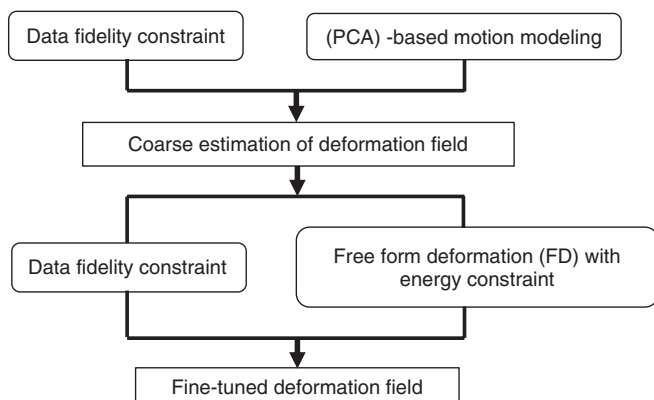 Data fidelity constraint
(PCA) -based motion modeling
Coarse estimation of deformation field
Data fidelity constraint
Free form deformation (FD) with
energy constraint
Fine-tuned deformation field